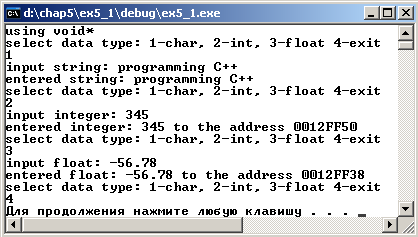 d:\chap5\ex5_1\debug\ex5_1.exe
using void*
select data type: 1-char, 2-int, 3-float 4-exit
1
input string: programming C++
entered string: programming C++
select data type: 1-char, 2-int, 3-float 4-exit
2
input integer: 345
entered integer: 345 to the address 0012FF50
select data type: 1-char, 2-int, 3-float 4-exit
3
input float: -56.78
entered float: -56.78 to the address 0012FF38
select data type: 1-char, 2-int, 3-float 4-exit
4
Для продолжения нажмите любую клавишу . . .